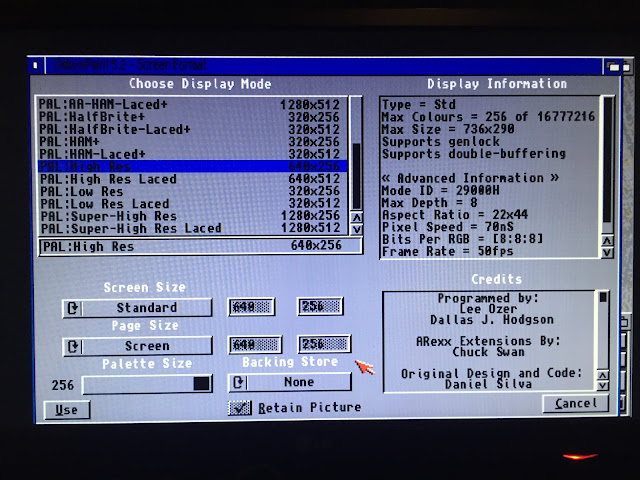 DeluxePaint 5.2 - Screen Format
Choose Display Mode
PAL:AA-HAM-Laced+ 1280x512
PAL:HalfBrite+ 320x256
PAL:HalfBrite-Laced+ 320x512
PAL:HAM+ 320x256
PAL:HAM-Laced+ 320x512
PAL:High Res 640x256
PAL:High Res Laced 640x512
PAL:Low Res 320x256
PAL:Low Res Laced 320x512
PAL:Super-High Res 1280x256
PAL:Super-High Res Laced 1280x512
PAL:High Res 640x256
Display Information
Type = Std
Max Colours = 256 of 16777216
Max Size = 736x290
Supports genlock
Supports double-buffering
« Advanced Information »
Mode ID = 29000H
Max Depth = 8
Aspect Ratio = 22x44
Pixel Speed = 70nS
Bits Per RGB = [8:8:8]
Frame Rate = 50fps
Screen Size
Standard 640 256
Page Size
Screen 640 256
Palette Size
256
Backing Store
None
Use
Retain Picture
Credits
Programmed by:
Lee Ozer
Dallas J. Hodgson
ARexx Extensions By:
Chuck Swan
Original Design and Code:
Daniel Silva
Cancel